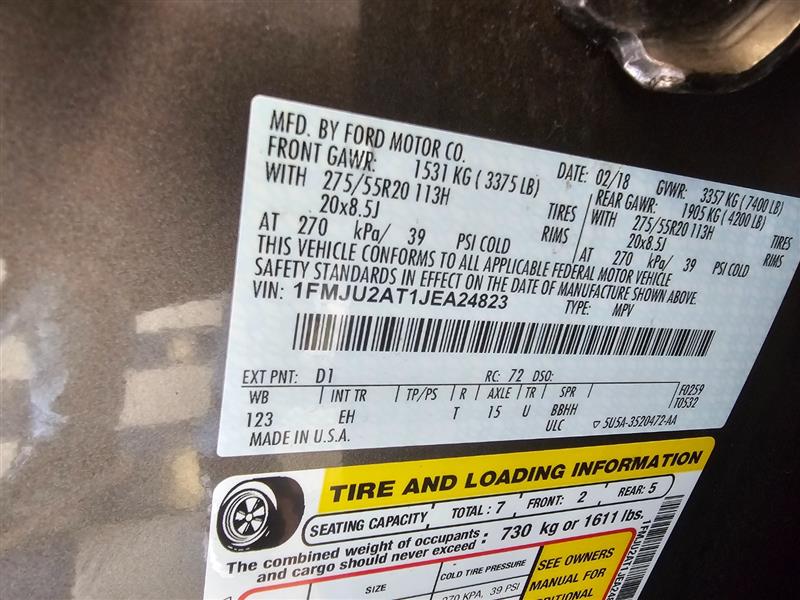 MFD. BY FORD MOTOR CO.
DATE: 02/18 GVWR: 3357 KG ( 7400 LB)
FRONT GAWR: 1531 KG ( 3375 LB) REAR GAWR: 1905 KG ( 4200 LB)
WITH 275/55R20 113H TIRES WITH 275/55R20 113H TIRES
20x8.5J RIMS 20x8.5J RIMS
AT 270 kPa/ 39 PSI COLD AT 270 kPa/ 39 PSI COLD
THIS VEHICLE CONFORMS TO ALL APPLICABLE FEDERAL MOTOR VEHICLE
SAFETY STANDARDS IN EFFECT ON THE DATE OF MANUFACTURE SHOWN ABOVE.
VIN: 1FMJU2AT1JEA24823
TYPE: MPV
EXT PNT: D1 RC: 72 DSO:
WB INT TR TP/PS R AXLE TR SPR F0259
123 EH T 15 U BBHH T0532
ULC 5U5A-3520472-AA
MADE IN U.S.A.
TIRE AND LOADING INFORMATION
SEATING CAPACITY TOTAL : 7 FRONT: 2 REAR: 5
The combined weight of occupants : 730 kg or 1611 lbs.
and cargo should never exceed
SIZE COLD TIRE PRESSURE SEE OWNERS
270 KPA, 39 PSI MANUAL FOR